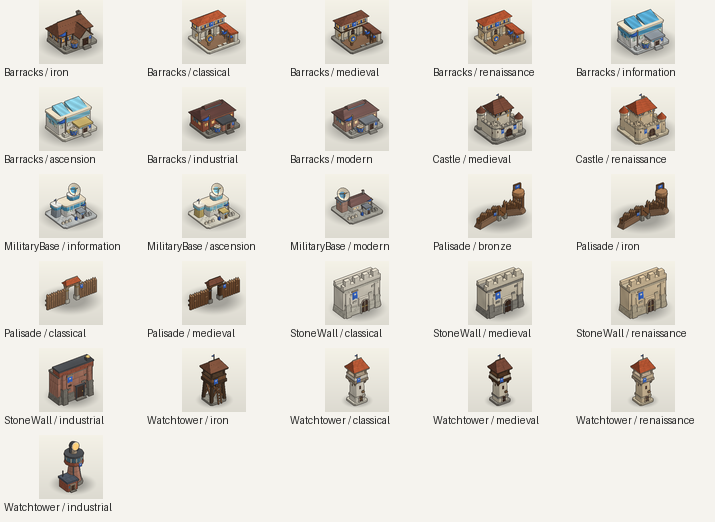 Barracks / iron
Barracks / classical
Barracks / medieval
Barracks / renaissance
Barracks / information
Barracks / ascension
Barracks / industrial
Barracks / modern
Castle / medieval
Castle / renaissance
MilitaryBase / information
MilitaryBase / ascension
MilitaryBase / modern
Palisade / bronze
Palisade / iron
Palisade / classical
Palisade / medieval
StoneWall / classical
StoneWall / medieval
StoneWall / renaissance
StoneWall / industrial
Watchtower / iron
Watchtower / classical
Watchtower / medieval
Watchtower / renaissance
Watchtower / industrial